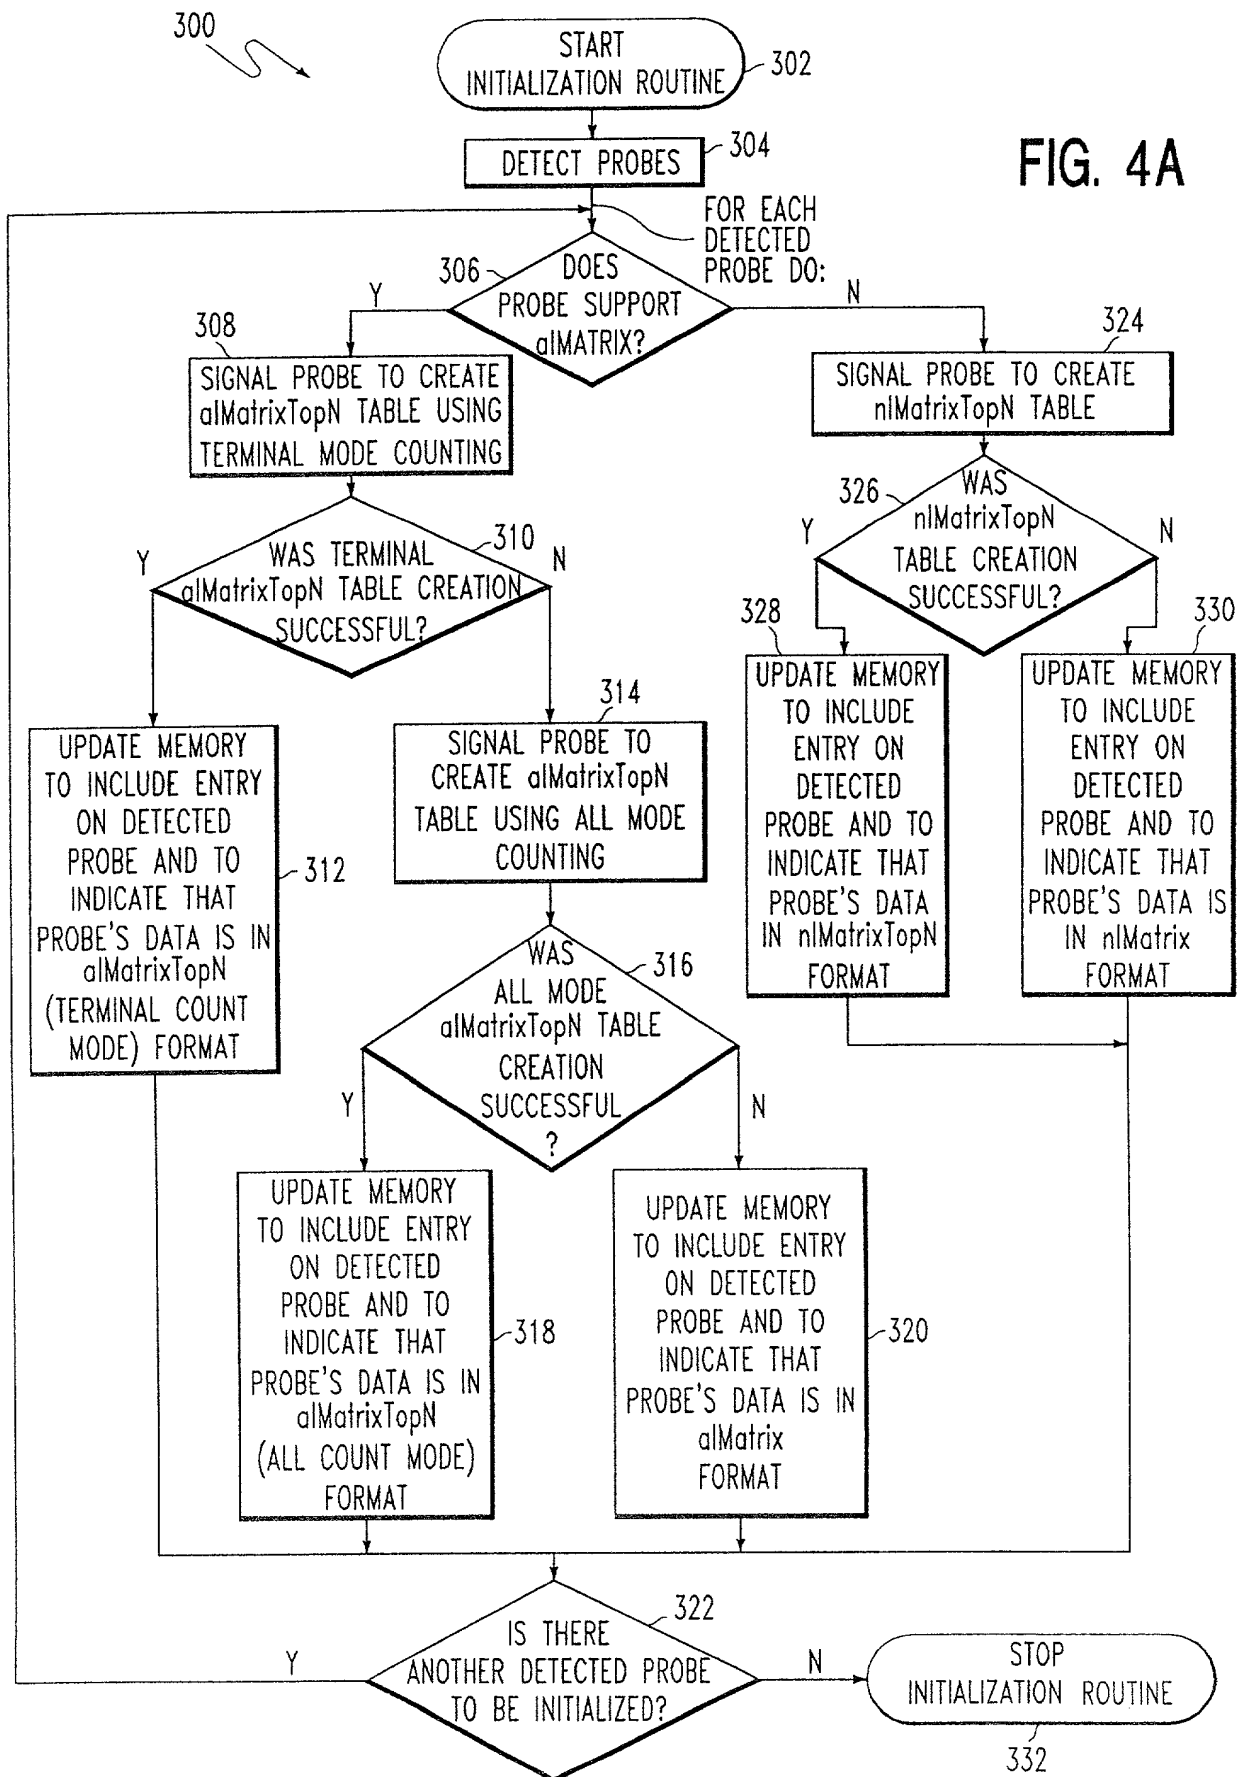 300
START
INITIALIZATION ROUTINE
302
DETECT PROBES
304
FIG. 4A
FOR EACH
DETECTED
PROBE DO:
306
DOES
PROBE SUPPORT
alMATRIX?
Y
N
308
SIGNAL PROBE TO CREATE
alMatrixTopN TABLE USING
TERMINAL MODE COUNTING
324
SIGNAL PROBE TO CREATE
nlMatrixTopN TABLE
310
WAS TERMINAL
alMatrixTopN TABLE CREATION
SUCCESSFUL?
Y
N
326
WAS
nlMatrixTopN
TABLE CREATION
SUCCESSFUL?
Y
N
312
UPDATE MEMORY
TO INCLUDE ENTRY
ON DETECTED
PROBE AND TO
INDICATE THAT
PROBE'S DATA IS IN
alMatrixTopN
(TERMINAL COUNT
MODE) FORMAT
314
SIGNAL PROBE TO
CREATE alMatrixTopN
TABLE USING ALL MODE
COUNTING
328
UPDATE MEMORY
TO INCLUDE
ENTRY ON
DETECTED
PROBE AND TO
INDICATE THAT
PROBE'S DATA
IN nlMatrixTopN
FORMAT
330
UPDATE MEMORY
TO INCLUDE
ENTRY ON
DETECTED
PROBE AND TO
INDICATE THAT
PROBE'S DATA IS
IN nlMatrix
FORMAT
316
WAS
ALL MODE
alMatrixTopN TABLE
CREATION
SUCCESSFUL
?
Y
N
318
UPDATE MEMORY
TO INCLUDE ENTRY
ON DETECTED
PROBE AND TO
INDICATE THAT
PROBE'S DATA IS IN
alMatrixTopN
(ALL COUNT MODE)
FORMAT
320
UPDATE MEMORY
TO INCLUDE ENTRY
ON DETECTED
PROBE AND TO
INDICATE THAT
PROBE'S DATA IS IN
alMatrix
FORMAT
322
IS THERE
ANOTHER DETECTED PROBE
TO BE INITIALIZED?
Y
N
STOP
INITIALIZATION ROUTINE
332